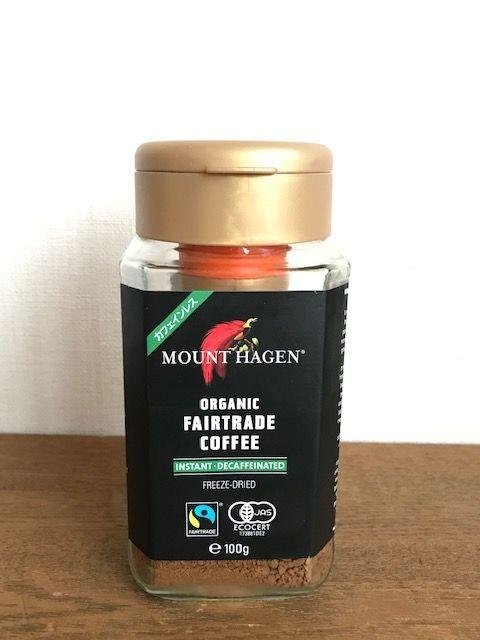 カフェインレス
MOUNT HAGEN®
ORGANIC
FAIRTRADE
COFFEE
INSTANT · DECAFFEINATED
FREEZE-DRIED
FAIRTRADE
JAS
ECOCERT
℮ 100g